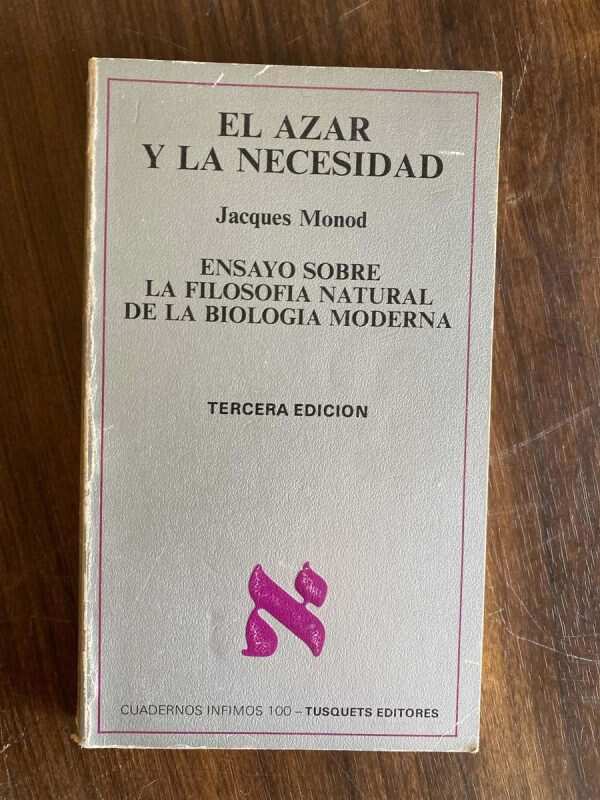 EL AZAR
Y LA NECESIDAD
Jacques Monod
ENSAYO SOBRE
LA FILOSOFIA NATURAL
DE LA BIOLOGIA MODERNA
TERCERA EDICION
CUADERNOS INFIMOS 100 – TUSQUETS EDITORES